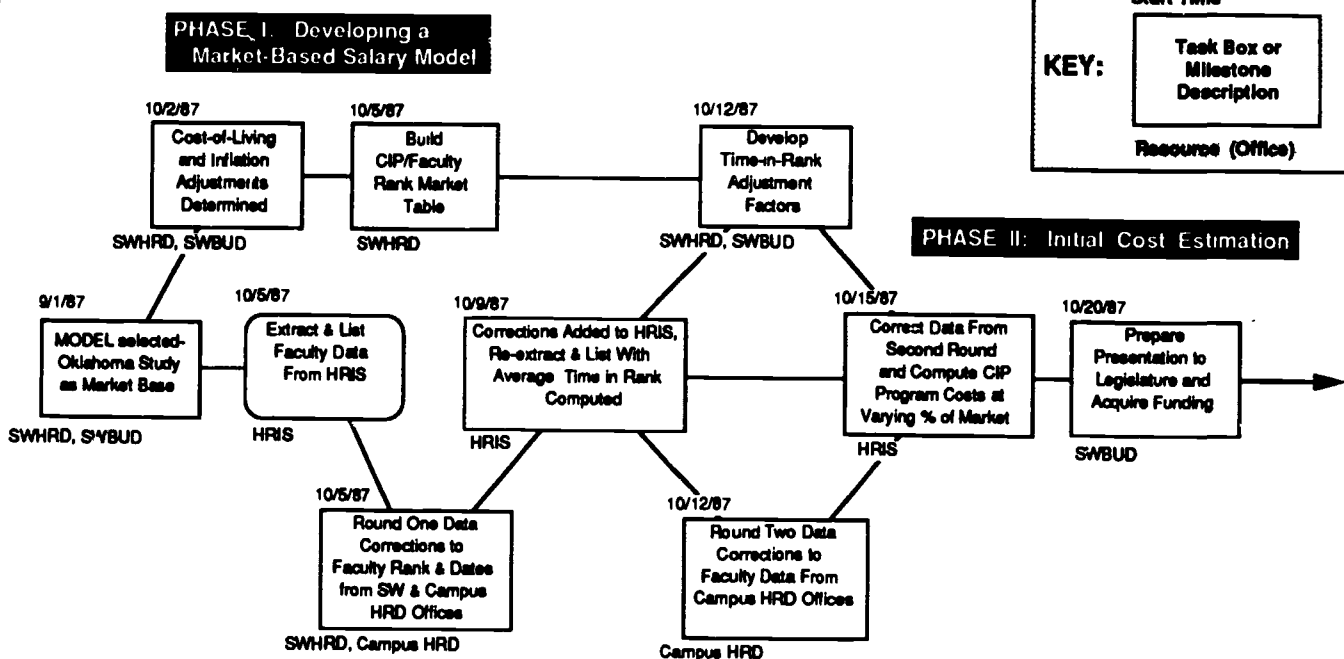 PHASE I. Developing a
Market-Based Salary Model
Start Time
KEY:
Task Box or
Milestone
Description
Resource (Office)
10/2/87
Cost-of-Living
and Inflation
Adjustments
Determined
SWHRD, SWBUD
10/5/87
Build
CIP/Faculty
Rank Market
Table
SWHRD
10/12/87
Develop
Time-in-Rank
Adjustment
Factors
SWHRD, SWBUD
PHASE II: Initial Cost Estimation
9/1/87
MODEL selected-
Oklahoma Study
as Market Base
SWHRD, SWBUD
10/5/87
Extract & List
Faculty Data
From HRIS
HRIS
10/9/87
Corrections Added to HRIS,
Re-extract & List With
Average Time in Rank
Computed
HRIS
10/15/87
Correct Data From
Second Round
and Compute CIP
Program Costs at
Varying % of Market
HRIS
10/20/87
Prepare
Presentation to
Legislature and
Acquire Funding
SWBUD
10/5/87
Round One Data
Corrections to
Faculty Rank & Dates
from SW & Campus
HRD Offices
SWHRD, Campus HRD
10/12/87
Round Two Data
Corrections to
Faculty Data From
Campus HRD Offices
Campus HRD